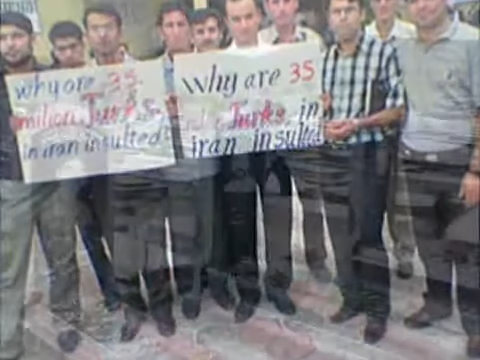 Why are 35
million Turks
in iran insulted?
Why are 35
Turks in
iran insulted